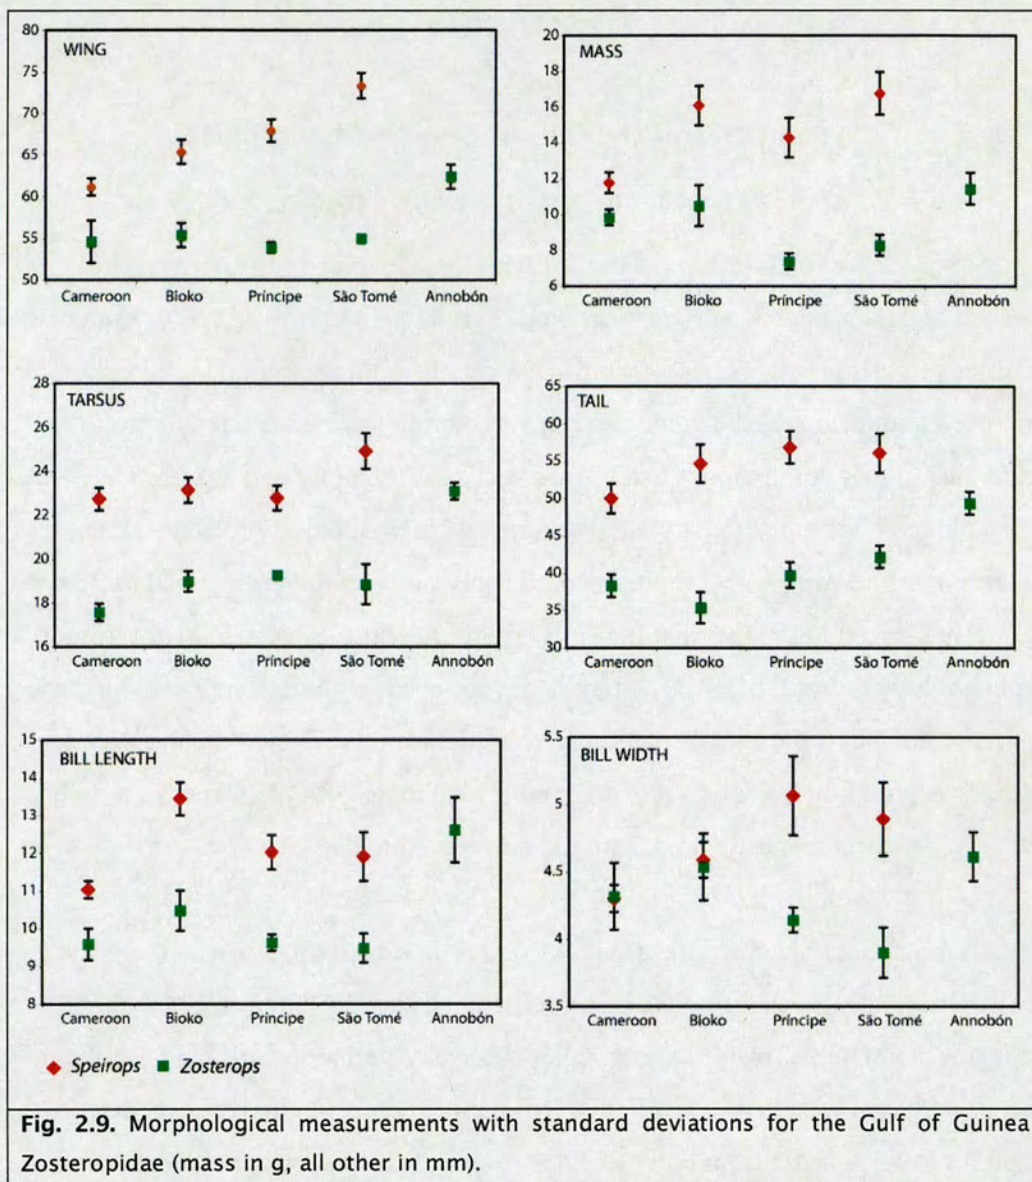 WING
80
75
70
65
60
55
50
Cameroon Bioko Príncipe São Tomé Annobón
MASS
20
18
16
14
12
10
8
6
Cameroon Bioko Príncipe São Tomé Annobón
TARSUS
28
26
24
22
20
18
16
Cameroon Bioko Príncipe São Tomé Annobón
TAIL
65
60
55
50
45
40
35
30
Cameroon Bioko Príncipe São Tomé Annobón
BILL LENGTH
15
14
13
12
11
10
9
8
Cameroon Bioko Príncipe São Tomé Annobón
BILL WIDTH
5.5
5
4.5
4
3.5
Cameroon Bioko Príncipe São Tomé Annobón
Speirops Zosterops
Fig. 2.9. Morphological measurements with standard deviations for the Gulf of Guinea
Zosteropidae (mass in g, all other in mm).